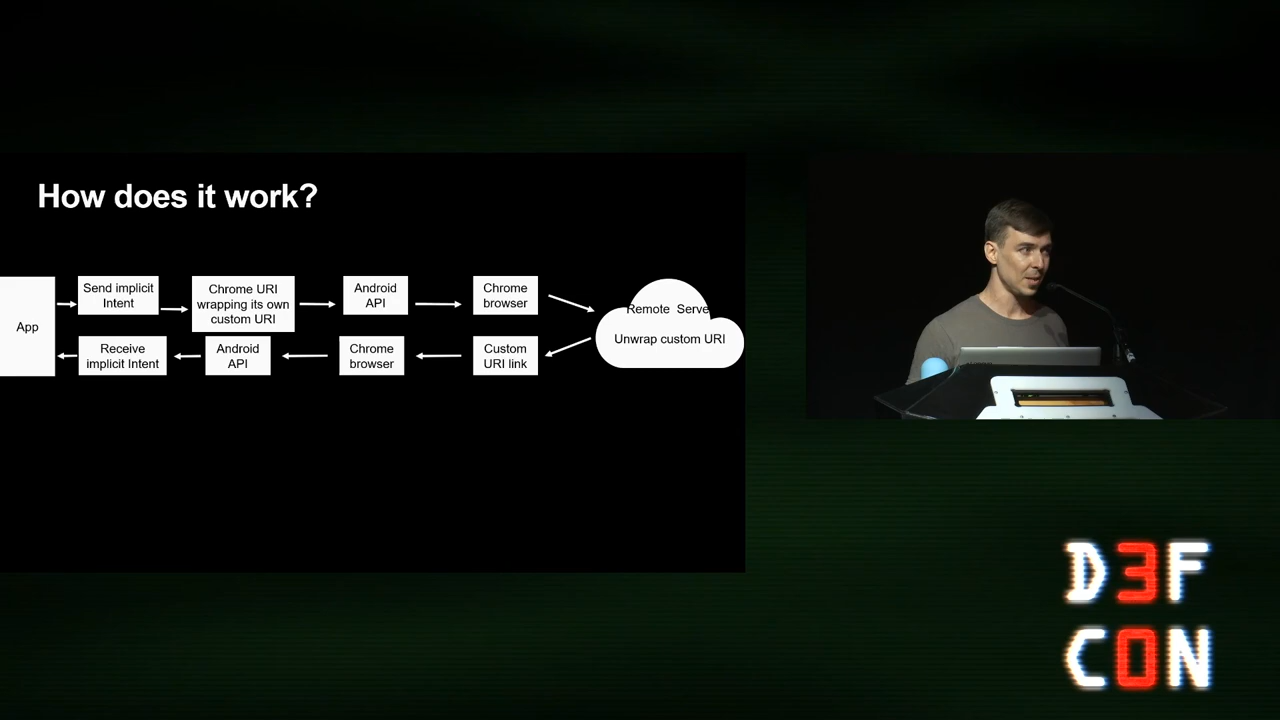 How does it work?
App
Send implicit
Intent
Chrome URI
wrapping its own
custom URI
Android
API
Chrome
browser
Remote Serve
Unwrap custom URI
Receive
implicit Intent
Android
API
Chrome
browser
Custom
URI link
D3F
C0N